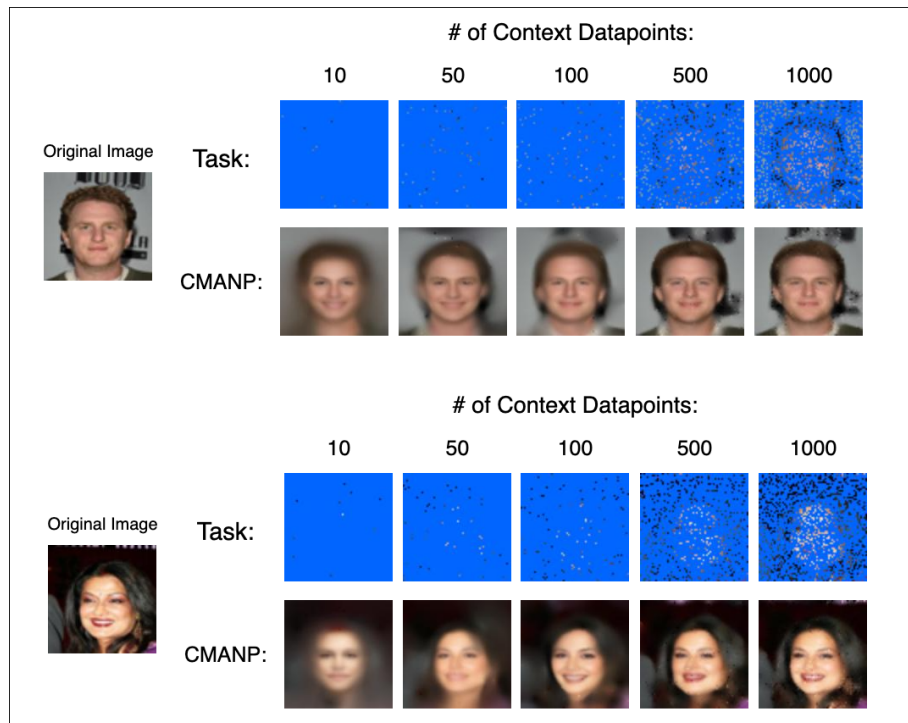 # of Context Datapoints:
10 50 100 500 1000
Original Image
Task:
CMANP:
# of Context Datapoints:
10 50 100 500 1000
Original Image
Task:
CMANP: